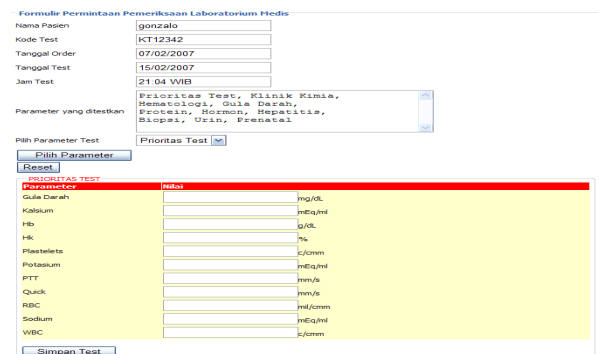 Formulir Permintaan Pemeriksaan Laboratorium Medis
Nama Pasien gonzalo
Kode Test KT12342
Tanggal Order 07/02/2007
Tanggal Test 15/02/2007
Jam Test 21:04 WIB
Parameter yang ditestkan Prioritas Test, Klinik Kimia,
Hematologi, Gula Darah,
Protein, Hormon, Hepatitis,
Biopsi, Urin, Prenatal
Pilih Parameter Test Prioritas Test
Pilih Parameter
Reset
PRIORITAS TEST
Parameter Nilai
Gula Darah mg/dL
Kalsium mEq/ml
Hb g/dL
Hk %
Plastelets c/cmm
Potasium mEq/ml
PTT mm/s
Quick mm/s
RBC mil/cmm
Sodium mEq/ml
WBC c/cmm
Simpan Test